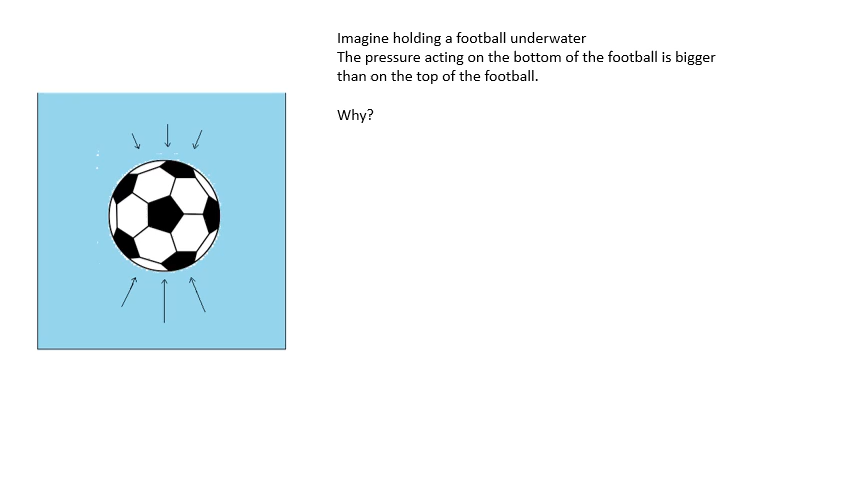 Imagine holding a football underwater
The pressure acting on the bottom of the football is bigger
than on the top of the football.
Why?